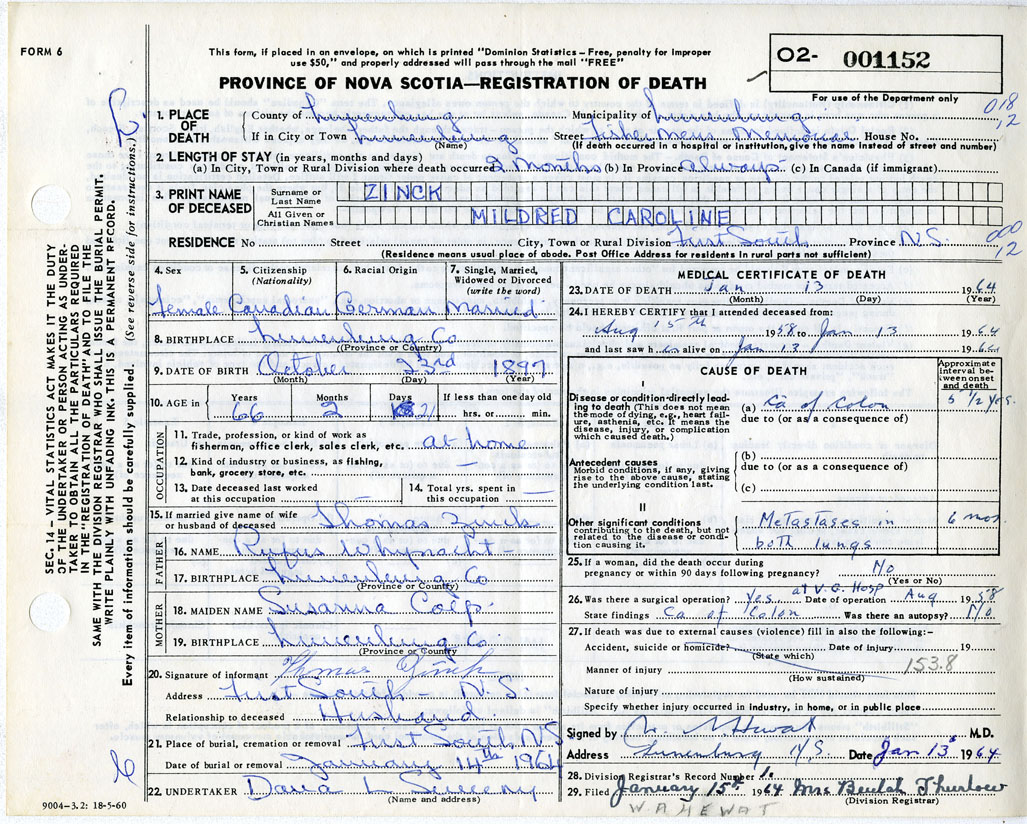 FORM 6
This form, if placed in an envelope, on which is printed "Dominion Statistics – Free, penalty for improper
use $50," and properly addressed will pass through the mail "FREE"
PROVINCE OF NOVA SCOTIA—REGISTRATION OF DEATH
O2- 001152
For use of the Department only
018
12
1. PLACE OF DEATH
County of Lunenburg Municipality of Lunenburg
If in City or Town Lunenburg Street Fishermens Memorial House No.
(Name) (If death occurred in a hospital or institution, give the name instead of street and number)
2. LENGTH OF STAY (in years, months and days)
(a) In City, Town or Rural Division where death occurred 2 months (b) In Province always (c) In Canada (if immigrant)
3. PRINT NAME OF DECEASED
Surname or Last Name ZINCK
All Given or Christian Names MILDRED CAROLINE
RESIDENCE No Street City, Town or Rural Division First South Province N.S.
(Residence means usual place of abode. Post Office Address for residents in rural parts not sufficient)
000
12
4. Sex 5. Citizenship (Nationality) 6. Racial Origin 7. Single, Married, Widowed or Divorced (write the word)
Female Canadian German Married
8. BIRTHPLACE Lunenburg Co
(Province or Country)
9. DATE OF BIRTH October 23rd 1897
(Month) (Day) (Year)
10. AGE in Years Months Days If less than one day old
66 2 21 hrs. or min.
OCCUPATION
11. Trade, profession, or kind of work as fisherman, office clerk, sales clerk, etc. at home
12. Kind of industry or business, as fishing, bank, grocery store, etc. —
13. Date deceased last worked at this occupation 14. Total yrs. spent in this occupation —
15. If married give name of wife or husband of deceased Thomas Zinck
FATHER
16. NAME Rufus Whynacht
17. BIRTHPLACE Lunenburg Co
(Province or Country)
MOTHER
18. MAIDEN NAME Susanna Corp
19. BIRTHPLACE Lunenburg Co
(Province or Country)
20. Signature of informant Thomas Zinck
Address First South – N.S.
Relationship to deceased Husband
21. Place of burial, cremation or removal First South, N.S
Date of burial or removal January 14th 1964
22. UNDERTAKER Dana L Sweeny
(Name and address)
9004–3.2: 18-5-60
MEDICAL CERTIFICATE OF DEATH
23. DATE OF DEATH Jan 13 1964
(Month) (Day) (Year)
24. I HEREBY CERTIFY that I attended deceased from:
Aug 15th 1958 to Jan 13 1964
and last saw h alive on Jan 13 1964
CAUSE OF DEATH
Approximate interval between onset and death
I
Disease or condition directly leading to death (This does not mean the mode of dying, e.g., heart failure, asthenia, etc. It means the disease, injury, or complication which caused death.)
(a) Ca of Colon 5 1/2 yrs.
due to (or as a consequence of)
Antecedent causes
Morbid conditions, if any, giving rise to the above cause, stating the underlying condition last.
(b)
due to (or as a consequence of)
(c)
II
Other significant conditions contributing to the death, but not related to the disease or condition causing it.
Metastases in 6 mos.
both lungs
25. If a woman, did the death occur during pregnancy or within 90 days following pregnancy? No
(Yes or No)
26. Was there a surgical operation? Yes at V.G. Hosp Date of operation Aug 1958
State findings Ca of Colon Was there an autopsy? No
27. If death was due to external causes (violence) fill in also the following:–
Accident, suicide or homicide? Date of injury 19
(State which)
Manner of injury 153.8
(How sustained)
Nature of injury
Specify whether injury occurred in industry, in home, or in public place
Signed by W A Hewat M.D.
Address Lunenburg N.S. Date Jan 13 1964
28. Division Registrar's Record Number 1.
29. Filed January 15th 1964 Mrs Beulah Thurlow
(Division Registrar)
W.A HEWAT
SEC. 14 – VITAL STATISTICS ACT MAKES IT THE DUTY
OF THE UNDERTAKER OR PERSON ACTING AS UNDER-
TAKER TO OBTAIN ALL THE PARTICULARS REQUIRED
IN THE "REGISTRATION OF DEATH" AND TO FILE THE
SAME WITH THE DIVISION REGISTRAR WHO SHALL ISSUE THE BURIAL PERMIT.
WRITE PLAINLY WITH UNFADING INK. THIS IS A PERMANENT RECORD.
Every item of information should be carefully supplied. (See reverse side for instructions.)